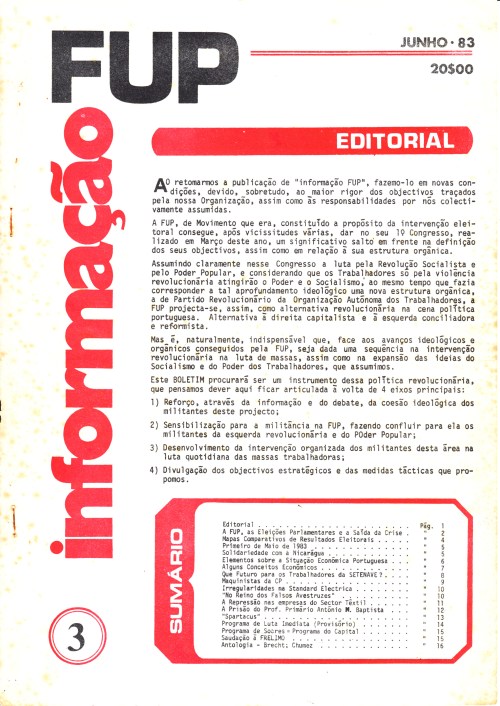 FUP
informação
JUNHO · 83
20$00
EDITORIAL
AO retomarmos a publicação de "informação FUP", fazemo-lo em novas con-
dições, devido, sobretudo, ao maior rigor dos objectivos traçados
pela nossa Organização, assim como às responsabilidades por nós colecti-
vamente assumidas.
A FUP, de Movimento que era, constituído a propósito da intervenção elei-
toral consegue, após vicissitudes várias, dar no seu 1º Congresso, rea-
lizado em Março deste ano, um significativo salto em frente na definição
dos seus objectivos, assim como em relação à sua estrutura orgânica.
Assumindo claramente nesse Congresso a luta pela Revolução Socialista e
pelo Poder Popular, e considerando que os Trabalhadores só pela violência
revolucionária atingirão o Poder e o Socialismo, ao mesmo tempo que fazia
corresponder a tal aprofundamento ideológico uma nova estrutura orgânica,
a de Partido Revolucionário da Organização Autónoma dos Trabalhadores, a
FUP projecta-se, assim, como alternativa revolucionária na cena política
portuguesa. Alternativa à direita capitalista e à esquerda conciliadora
e reformista.
Mas é, naturalmente, indispensável que, face aos avanços ideológicos e
orgânicos conseguidos pela FUP, seja dada uma sequência na intervenção
revolucionária na luta de massas, assim como na expansão das ideias do
Socialismo e do Poder dos Trabalhadores, que assumimos.
Este BOLETIM procurará ser um instrumento dessa política revolucionária,
que pensamos dever aqui ficar articulada à volta de 4 eixos principais:
1) Reforço, através da informação e do debate, da coesão ideológica dos
militantes deste projecto;
2) Sensibilização para a militância na FUP, fazendo confluir para ela os
militantes da esquerda revolucionária e do POder Popular;
3) Desenvolvimento da intervenção organizada dos militantes desta área na
luta quotidiana das massas trabalhadoras;
4) Divulgação dos objectivos estratégicos e das medidas tácticas que pro-
pomos.
SUMÁRIO
Editorial . . . . . Pág. 1
A FUP, as Eleições Parlamentares e a Saída da Crise . " 2
Mapas Comparativos de Resultados Eleitorais . . . . " 4
Primeiro de Maio de 1983 . . . . . " 5
Solidariedade com a Nicarágua . . . . . " 5
Elementos sobre a Situação Económica Portuguesa . . . " 6
Alguns Conceitos Económicos . . . . . " 7
Que Futuro para os Trabalhadores da SETENAVE? . . . . " 8
Maquinistas da CP . . . . . " 9
Irregularidades na Standard Electrica . . . . . " 10
"No Reino dos Falsos Avestruzes" . . . . . " 10
A Repressão nas empresas do Sector Têxtil . . . . . " 11
A Prisão do Prof. Primário António M. Baptista . . . " 12
"Spartacus" . . . . . " 13
Programa de Luta Imediata (Provisório) . . . . . " 14
Programa de Soares = Programa do Capital . . . . . " 15
Saudação à FRELIMO . . . . . " 15
Antologia - Brecht; Chumez . . . . . " 16
3